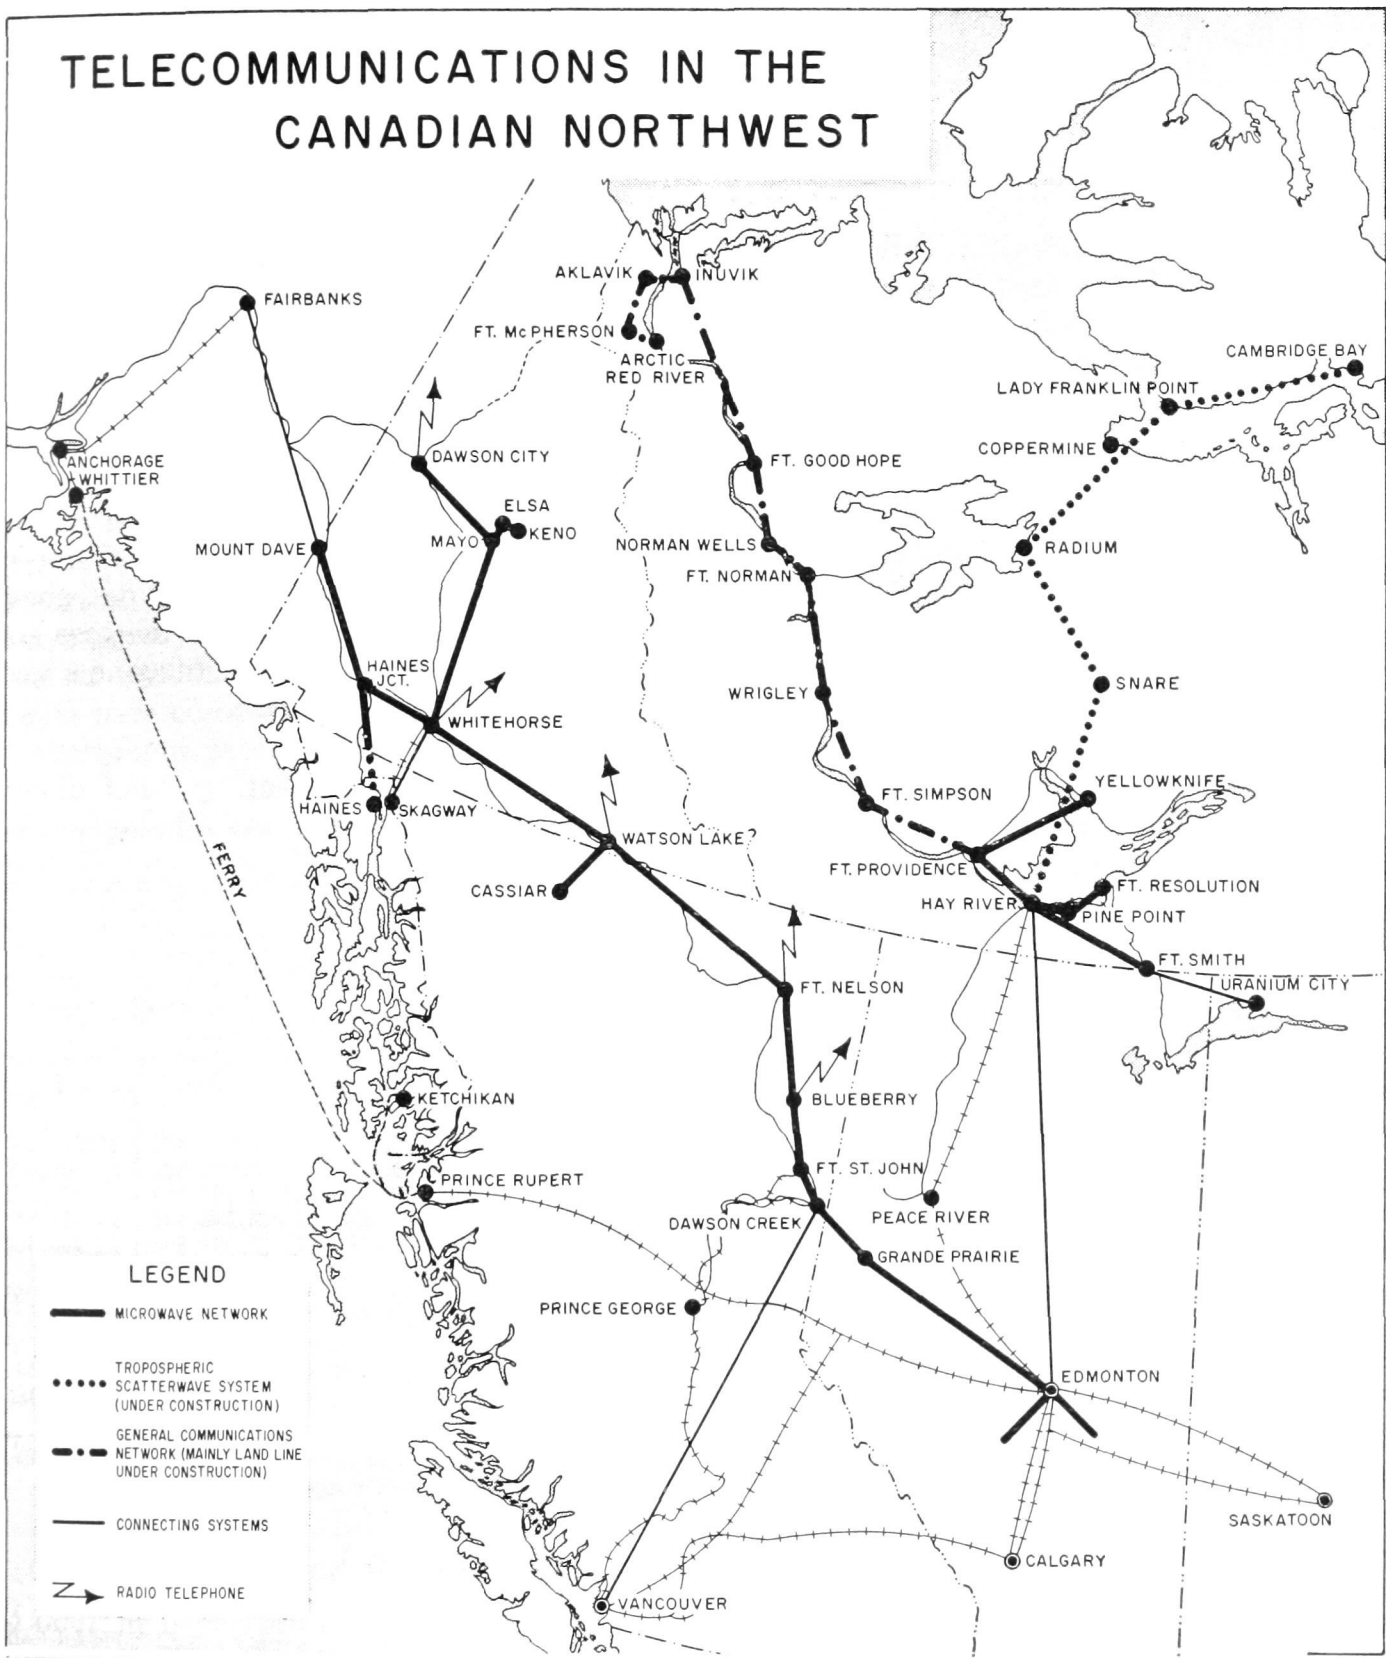 TELECOMMUNICATIONS IN THE
CANADIAN NORTHWEST
AKLAVIK
INUVIK
FAIRBANKS
FT. McPHERSON
ARCTIC
RED RIVER
CAMBRIDGE BAY
LADY FRANKLIN POINT
COPPERMINE
ANCHORAGE
WHITTIER
DAWSON CITY
FT. GOOD HOPE
ELSA
KENO
MAYO
MOUNT DAVE
NORMAN WELLS
RADIUM
FT. NORMAN
HAINES
JCT.
WRIGLEY
SNARE
WHITEHORSE
YELLOWKNIFE
FT. SIMPSON
HAINES
SKAGWAY
WATSON LAKE?
FERRY
FT. PROVIDENCE
CASSIAR
FT. RESOLUTION
HAY RIVER
PINE POINT
FT. SMITH
URANIUM CITY
FT. NELSON
KETCHIKAN
BLUEBERRY
PRINCE RUPERT
FT. ST. JOHN
DAWSON CREEK
PEACE RIVER
GRANDE PRAIRIE
PRINCE GEORGE
EDMONTON
SASKATOON
CALGARY
VANCOUVER
LEGEND
MICROWAVE NETWORK
TROPOSPHERIC
SCATTERWAVE SYSTEM
(UNDER CONSTRUCTION)
GENERAL COMMUNICATIONS
NETWORK (MAINLY LAND LINE
UNDER CONSTRUCTION)
CONNECTING SYSTEMS
RADIO TELEPHONE